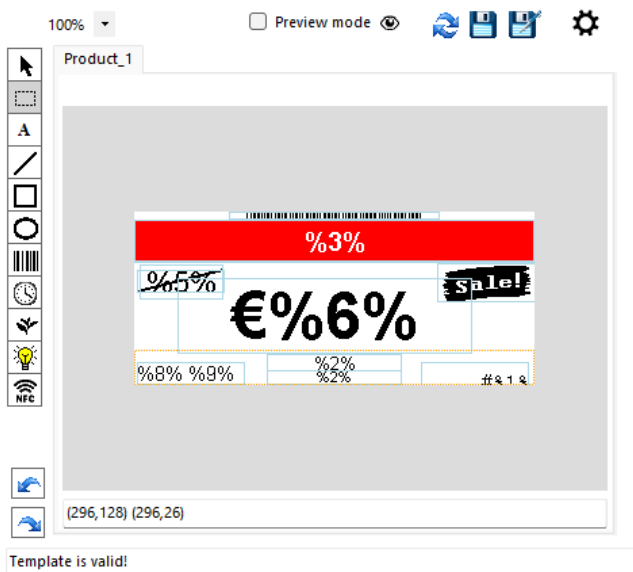 100%
Preview mode
Product_1
A
%3%
%5%
Sale!
€%6%
%2%
%8% %9%
%2%
#%1%
NFC
(296,128) (296,26)
Template is valid!